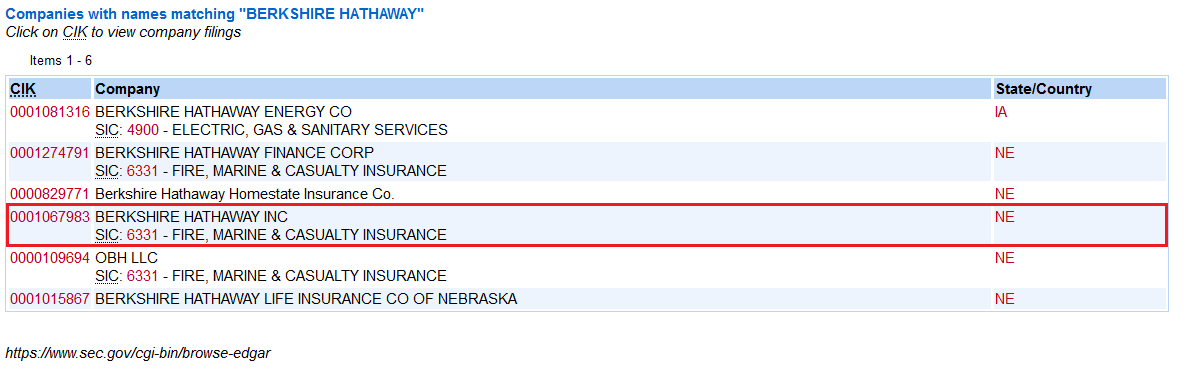 Companies with names matching "BERKSHIRE HATHAWAY"
Click on CIK to view company filings
Items 1 - 6
CIK Company State/Country
0001081316 BERKSHIRE HATHAWAY ENERGY CO IA
SIC: 4900 - ELECTRIC, GAS & SANITARY SERVICES
0001274791 BERKSHIRE HATHAWAY FINANCE CORP NE
SIC: 6331 - FIRE, MARINE & CASUALTY INSURANCE
0000829771 Berkshire Hathaway Homestate Insurance Co. NE
0001067983 BERKSHIRE HATHAWAY INC NE
SIC: 6331 - FIRE, MARINE & CASUALTY INSURANCE
0000109694 OBH LLC NE
SIC: 6331 - FIRE, MARINE & CASUALTY INSURANCE
0001015867 BERKSHIRE HATHAWAY LIFE INSURANCE CO OF NEBRASKA NE
https://www.sec.gov/cgi-bin/browse-edgar